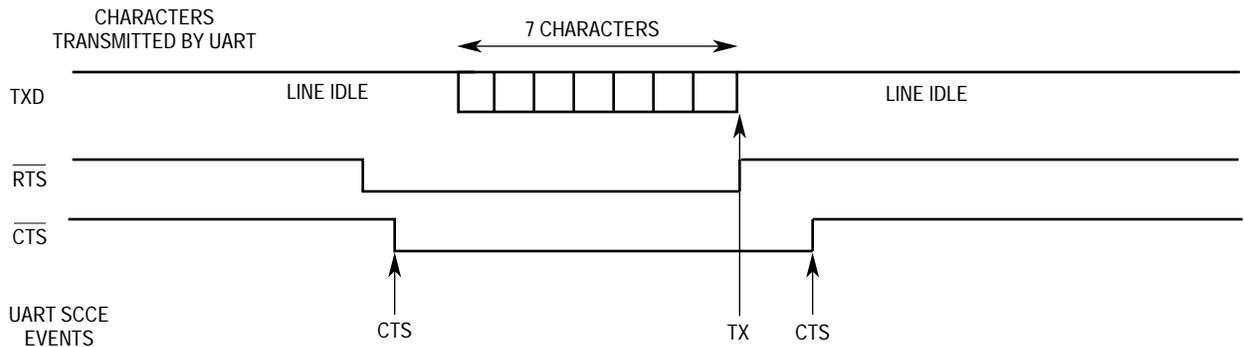 CHARACTERS
TRANSMITTED BY UART
7 CHARACTERS
TXD
LINE IDLE
LINE IDLE
RTS
CTS
UART SCCE
EVENTS
CTS
TX
CTS